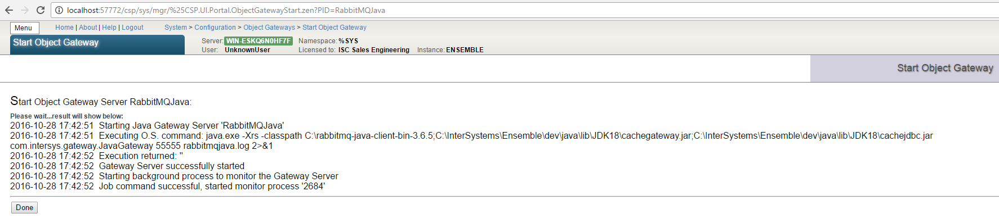 localhost:57772/csp/sys/mgr/%25CSP.UI.Portal.ObjectGatewayStart.zen?PID=RabbitMQJava
Menu Home | About | Help | Logout System > Configuration > Object Gateways > Start Object Gateway
Start Object Gateway Server: WIN-ESKQ6N0HF7F Namespace: %SYS
User: UnknownUser Licensed to: ISC Sales Engineering Instance: ENSEMBLE
Start Object Gateway
Start Object Gateway Server RabbitMQJava:
Please wait...result will show below:
2016-10-28 17:42:51 Starting Java Gateway Server 'RabbitMQJava'
2016-10-28 17:42:51 Executing O.S. command: java.exe -Xrs -classpath C:\rabbitmq-java-client-bin-3.6.5;C:\InterSystems\Ensemble\dev\java\lib\JDK18\cachegateway.jar;C:\InterSystems\Ensemble\dev\java\lib\JDK18\cachejdbc.jar
com.intersys.gateway.JavaGateway 55555 rabbitmqjava.log 2>&1
2016-10-28 17:42:52 Execution returned: ''
2016-10-28 17:42:52 Gateway Server successfully started
2016-10-28 17:42:52 Starting background process to monitor the Gateway Server
2016-10-28 17:42:52 Job command successful, started monitor process '2684'
Done